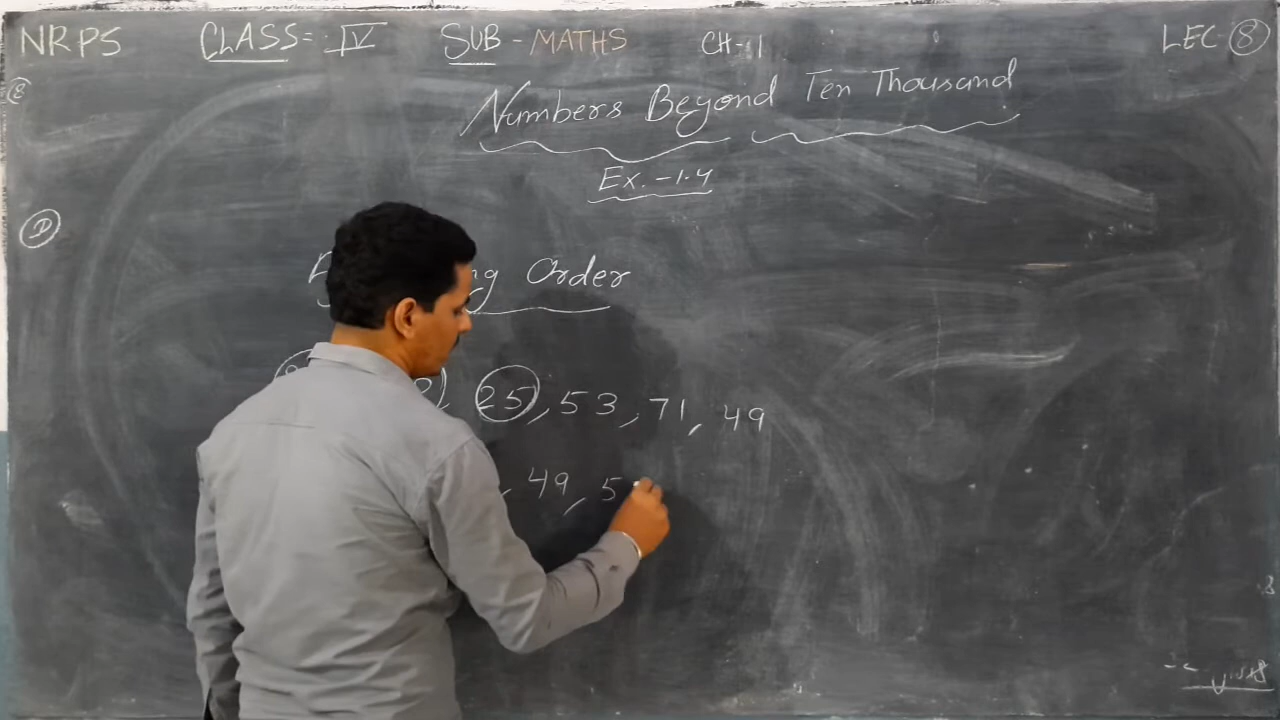 NRPS CLASS= IV SUB - MATHS CH-1 LEC 8
8
Numbers Beyond Ten Thousand
Ex. -1.4
D
Order
25, 53, 71, 49
, 49, 5